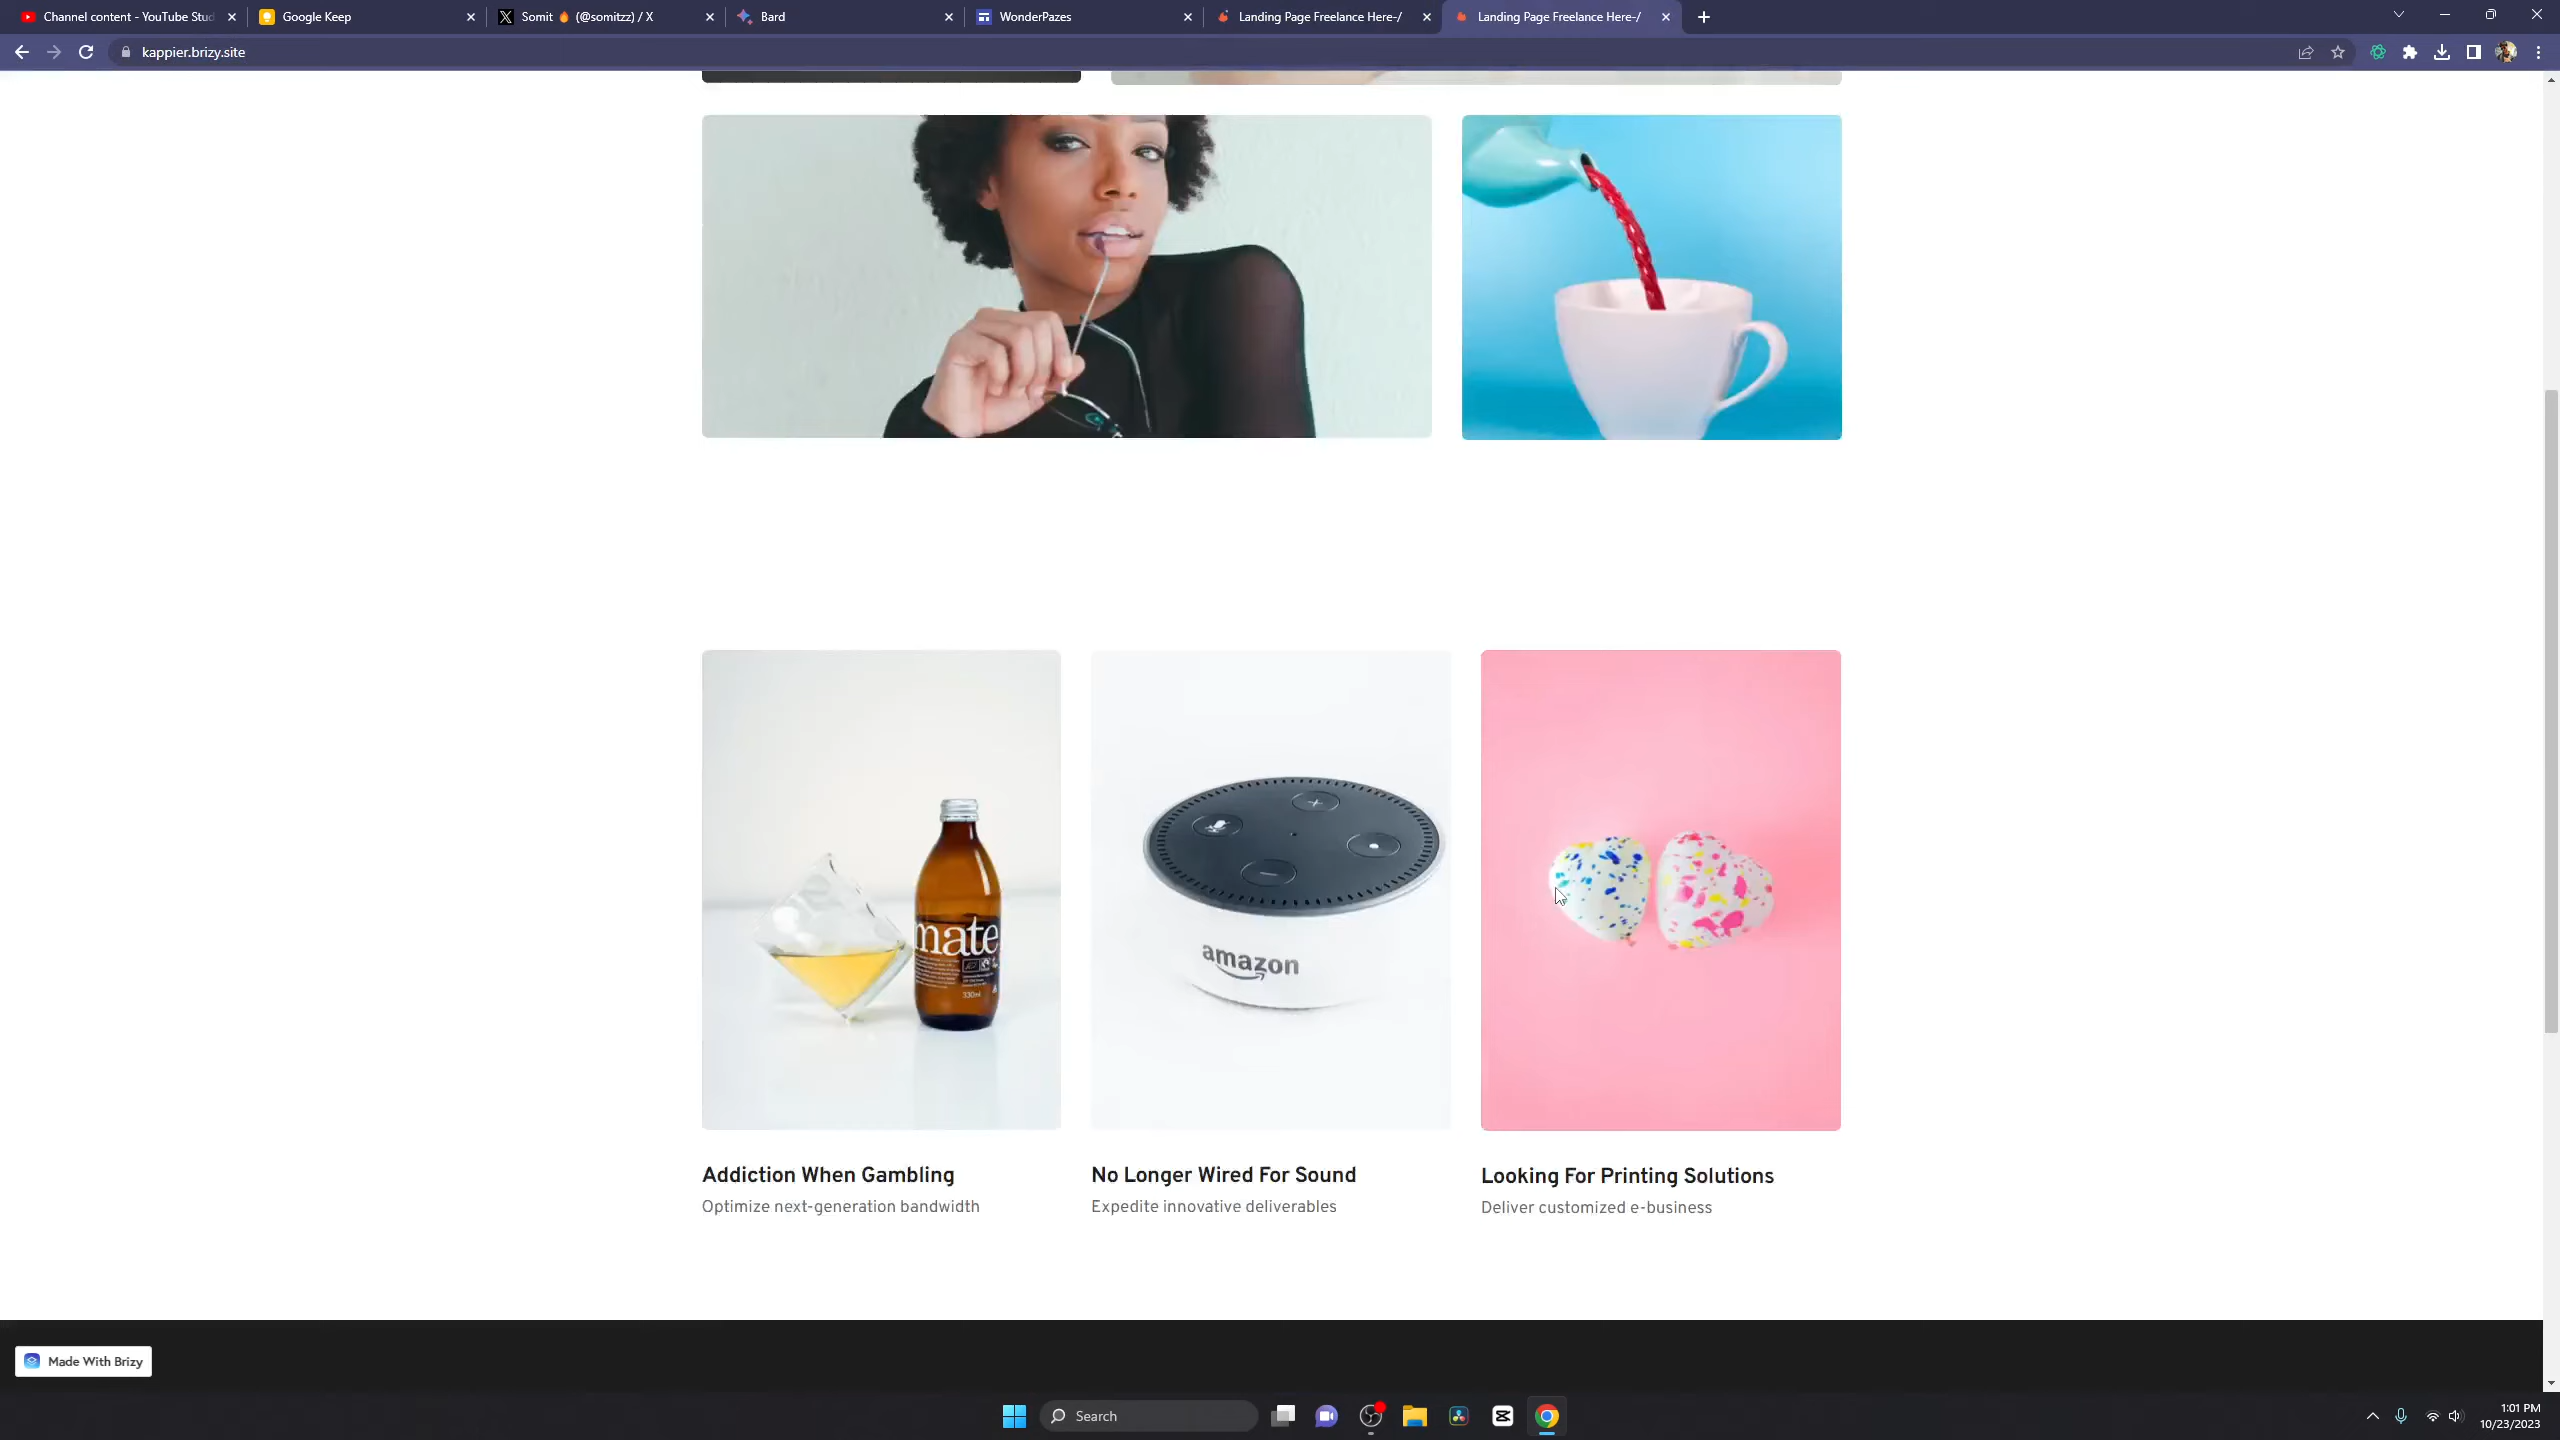 Channel content - YouTube Stud
Google Keep
Somit 🔥 (@somitzz) / X
Bard
WonderPazes
Landing Page Freelance Here-/
Landing Page Freelance Here-/
kappier.brizy.site
mate
330ml
amazon
Addiction When Gambling
No Longer Wired For Sound
Looking For Printing Solutions
Optimize next-generation bandwidth
Expedite innovative deliverables
Deliver customized e-business
Made With Brizy
Search
1:01 PM
10/23/2023